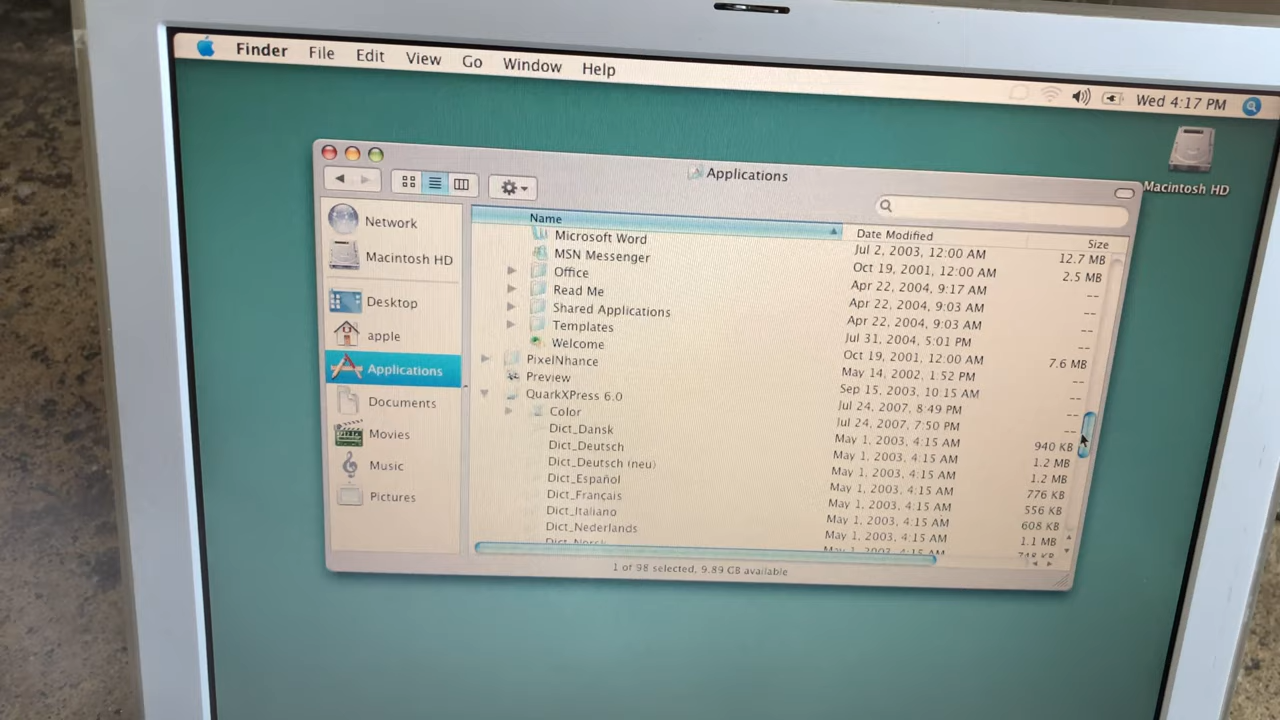 Finder File Edit View Go Window Help Wed 4:17 PM
Macintosh HD
Applications
Network
Macintosh HD
Desktop
apple
Applications
Documents
Movies
Music
Pictures
Name Date Modified Size
Microsoft Word Jul 2, 2003, 12:00 AM 12.7 MB
MSN Messenger Oct 19, 2001, 12:00 AM 2.5 MB
Office Apr 22, 2004, 9:17 AM --
Read Me Apr 22, 2004, 9:03 AM --
Shared Applications Apr 22, 2004, 9:03 AM --
Templates Jul 31, 2004, 5:01 PM --
Welcome Oct 19, 2001, 12:00 AM 7.6 MB
PixelNhance May 14, 2002, 1:52 PM --
Preview Sep 15, 2003, 10:15 AM --
QuarkXPress 6.0 Jul 24, 2007, 8:49 PM --
Color Jul 24, 2007, 7:50 PM --
Dict_Dansk May 1, 2003, 4:15 AM 940 KB
Dict_Deutsch May 1, 2003, 4:15 AM 1.2 MB
Dict_Deutsch (neu) May 1, 2003, 4:15 AM 1.2 MB
Dict_Español May 1, 2003, 4:15 AM 776 KB
Dict_Français May 1, 2003, 4:15 AM 556 KB
Dict_Italiano May 1, 2003, 4:15 AM 608 KB
Dict_Nederlands May 1, 2003, 4:15 AM 1.1 MB
Dict_Norsk May 1, 2003, 4:15 AM 748 KB
1 of 98 selected, 9.89 GB available